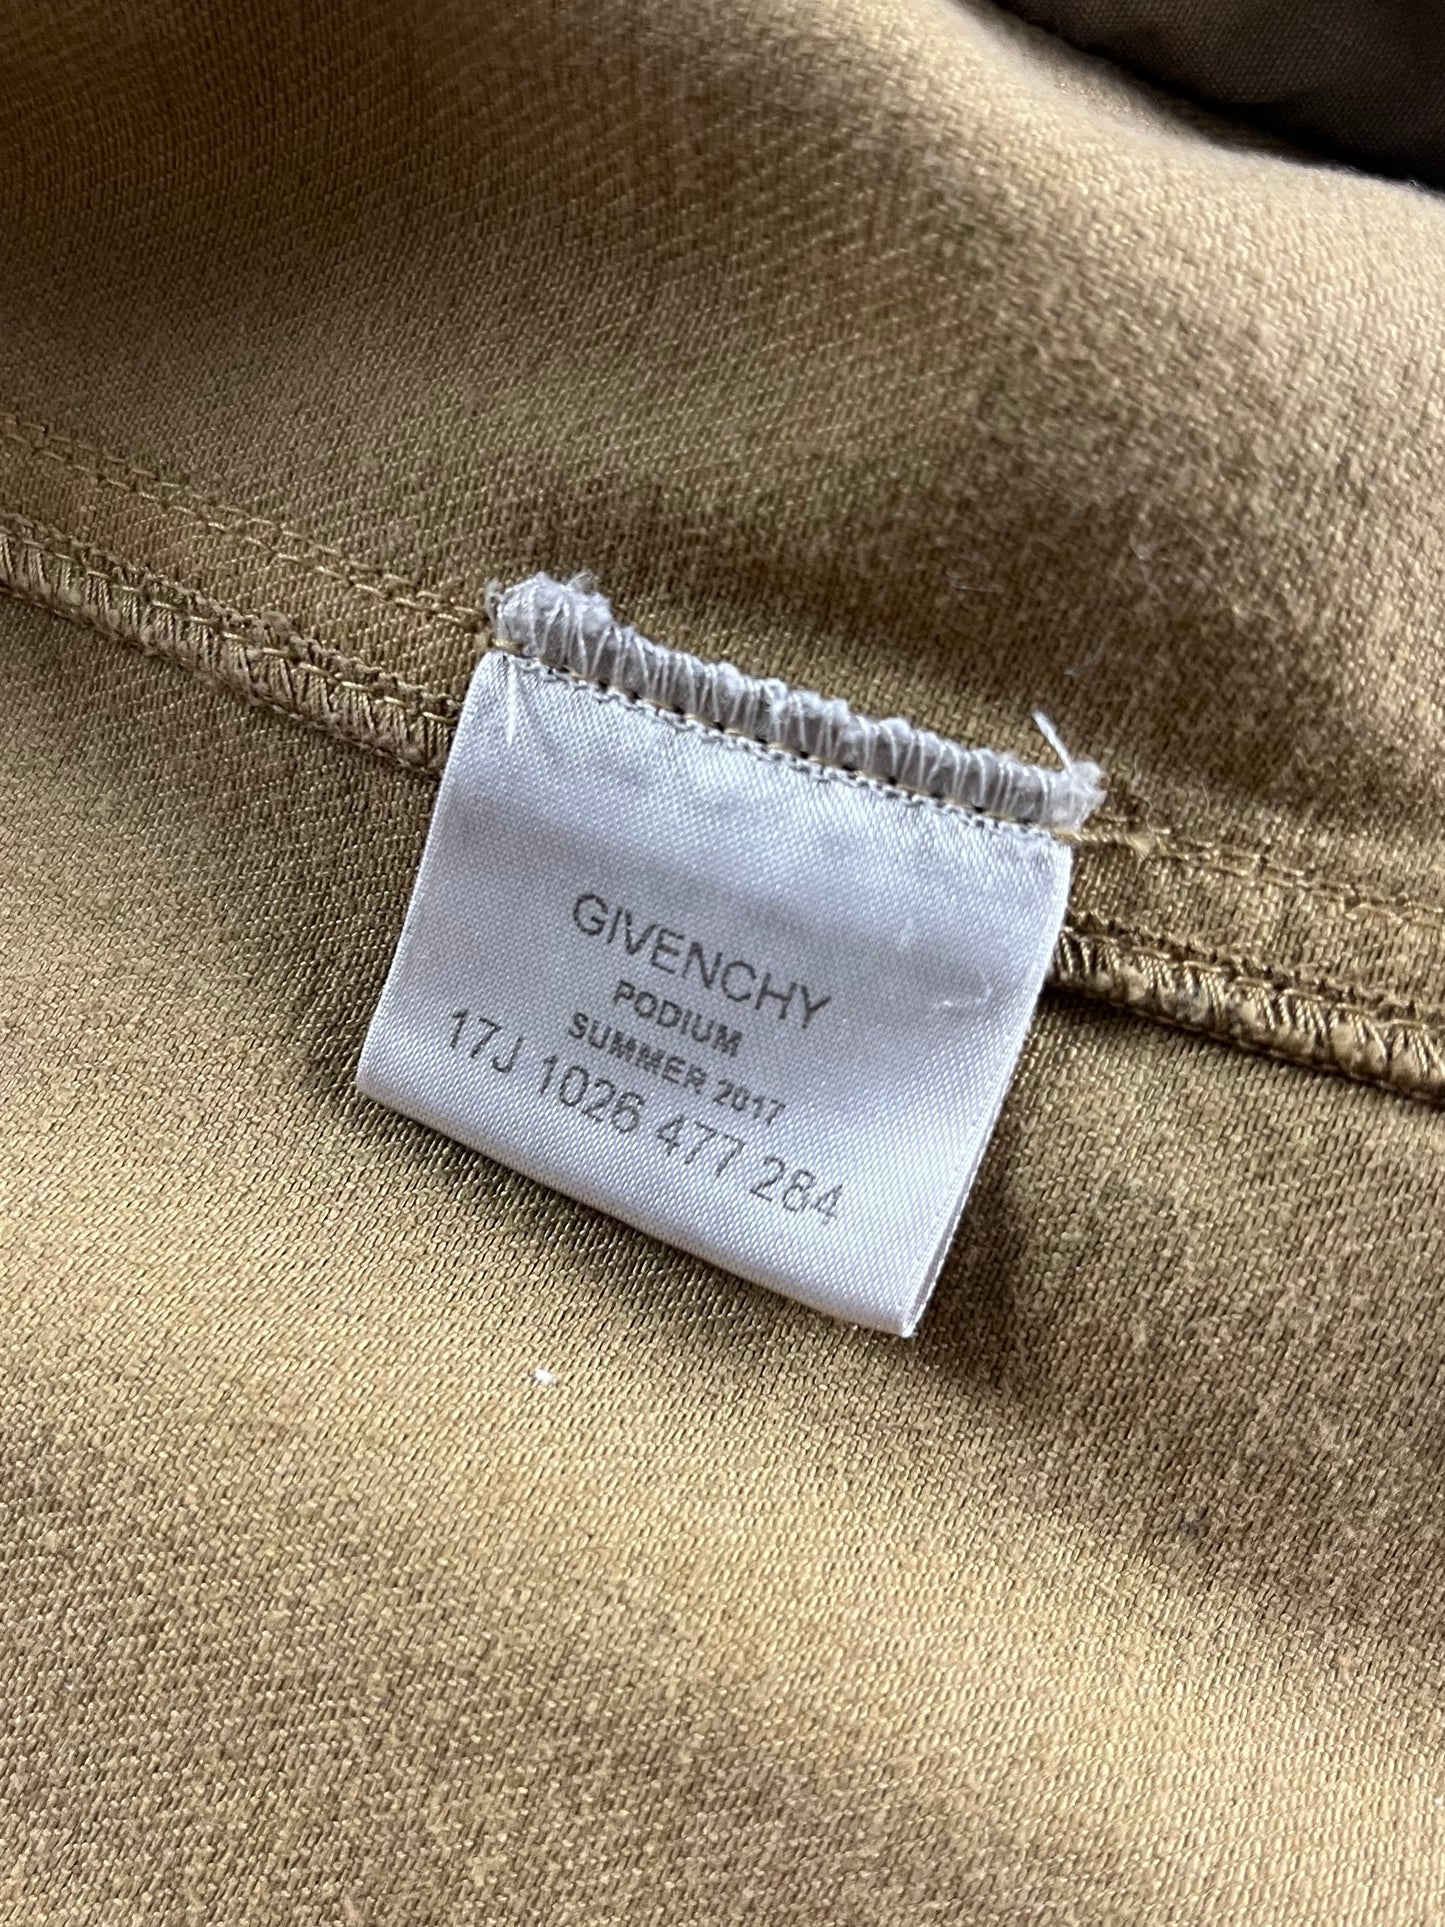 GIVENCHY
PODIUM
SUMMER 2017
17J 1026 477 284